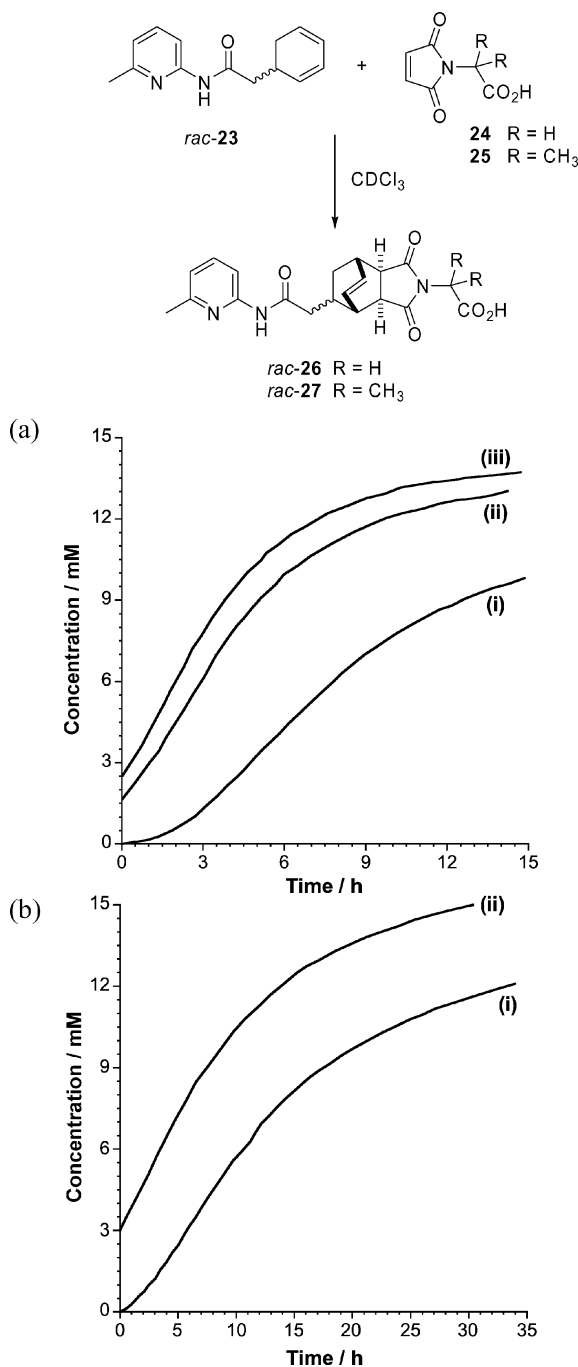 O
N
N
H
rac-23
+
O
N
O
R
R
CO2H
24 R = H
25 R = CH3
CDCl3
O
N
N
H
H
H
O
N
O
R
R
CO2H
rac-26 R = H
rac-27 R = CH3
(a)
Concentration / mM
15
12
9
6
3
0
(iii)
(ii)
(i)
0 3 6 9 12 15
Time / h
(b)
Concentration / mM
15
12
9
6
3
0
(ii)
(i)
0 5 10 15 20 25 30 35
Time / h